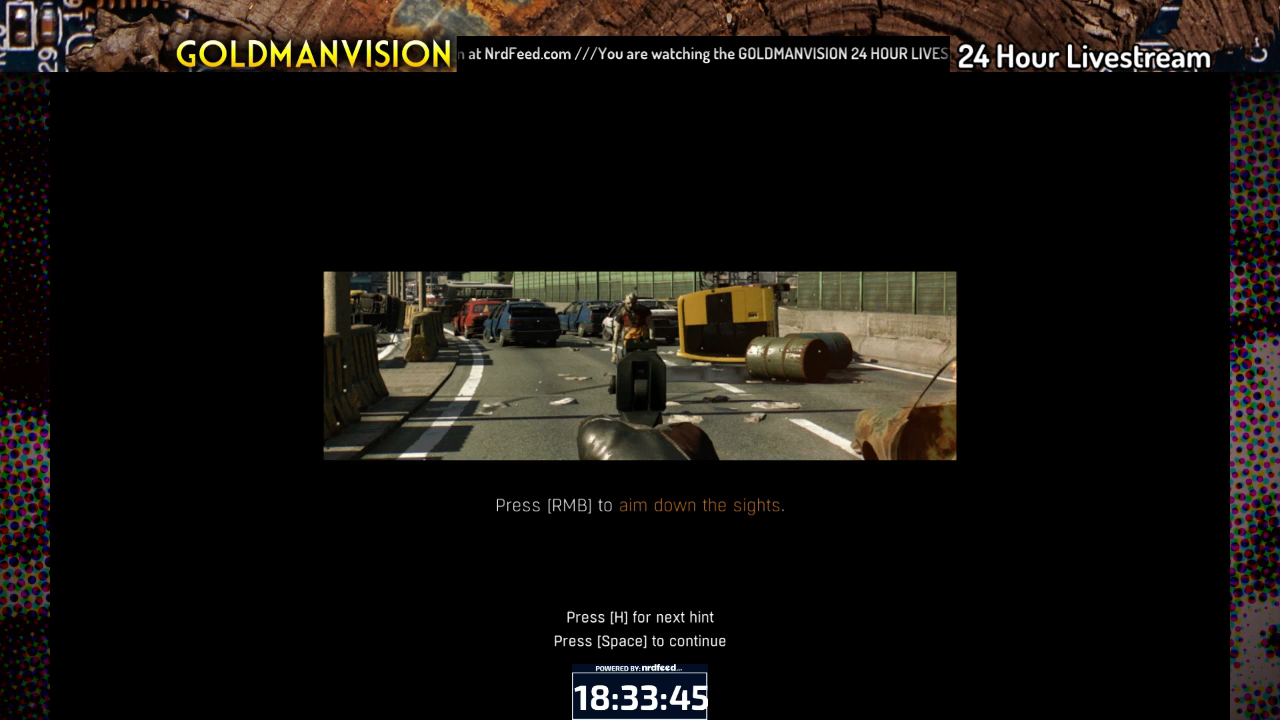 GOLDMANVISION
at NrdFeed.com ///You are watching the GOLDMANVISION 24 HOUR LIVES
24 Hour Livestream
Press [RMB] to aim down the sights.
Press [H] for next hint
Press [Space] to continue
POWERED BY: nrdfeed
18:33:45